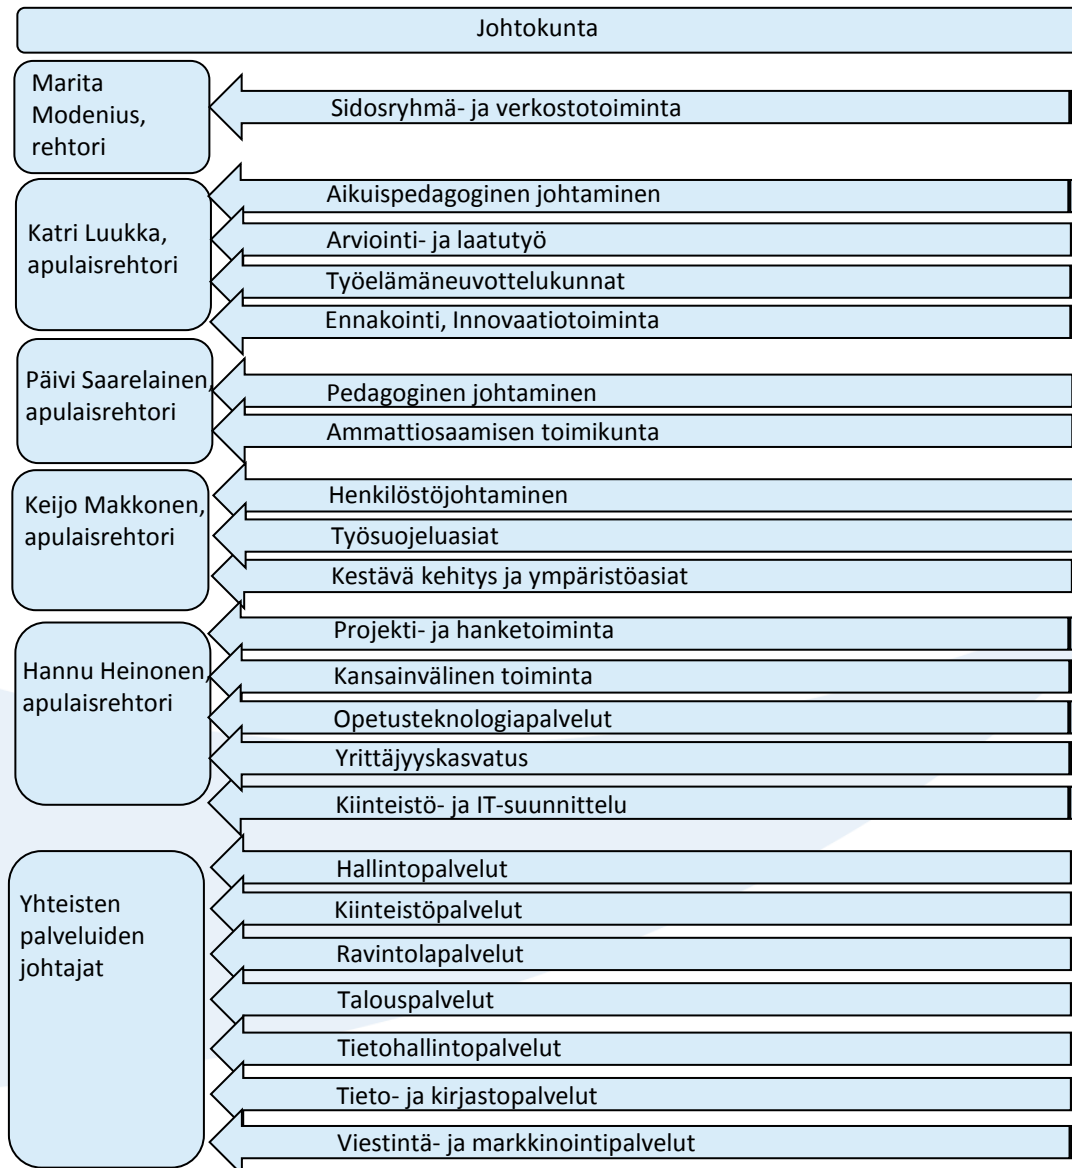 Johtokunta
Marita
Modenius,
rehtori
Sidosryhmä- ja verkostotoiminta
Katri Luukka,
apulaisrehtori
Aikuispedagoginen johtaminen
Arviointi- ja laatutyö
Työelämäneuvottelukunnat
Ennakointi, Innovaatiotoiminta
Päivi Saarelainen,
apulaisrehtori
Pedagoginen johtaminen
Ammattiosaamisen toimikunta
Keijo Makkonen,
apulaisrehtori
Henkilöstöjohtaminen
Työsuojeluasiat
Kestävä kehitys ja ympäristöasiat
Hannu Heinonen,
apulaisrehtori
Projekti- ja hanketoiminta
Kansainvälinen toiminta
Opetusteknologiapalvelut
Yrittäjyyskasvatus
Kiinteistö- ja IT-suunnittelu
Yhteisten
palveluiden
johtajat
Hallintopalvelut
Kiinteistöpalvelut
Ravintolapalvelut
Talouspalvelut
Tietohallintopalvelut
Tieto- ja kirjastopalvelut
Viestintä- ja markkinointipalvelut